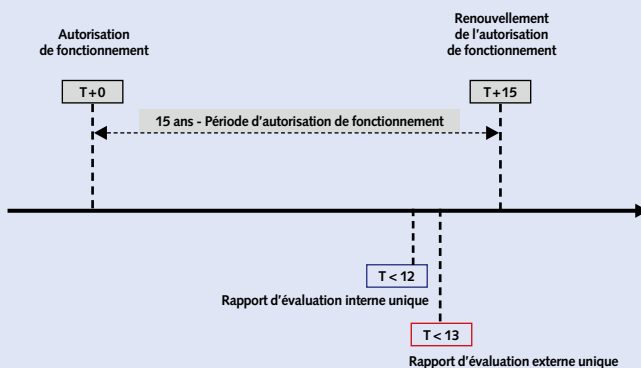 Autorisation
de fonctionnement
Renouvellement
de l'autorisation
de fonctionnement
T+0
T+15
15 ans - Période d'autorisation de fonctionnement
T < 12
Rapport d'évaluation interne unique
T < 13
Rapport d'évaluation externe unique